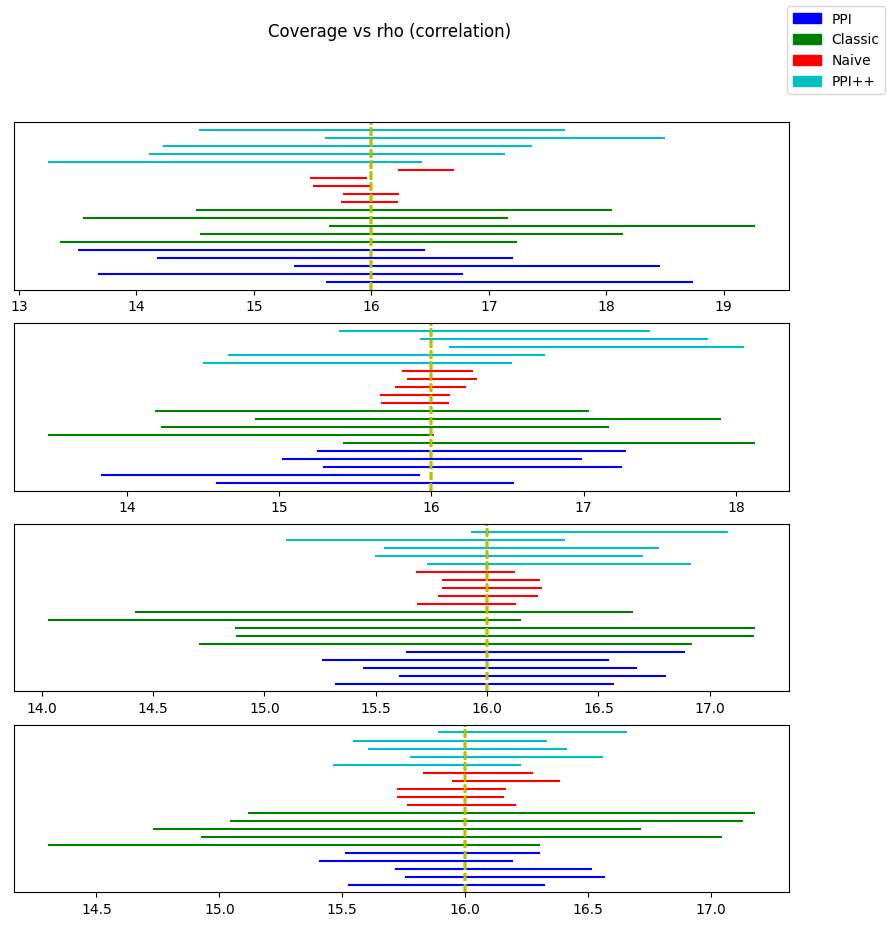 Coverage vs rho (correlation)
PPI
Classic
Naive
PPI++
13 14 15 16 17 18 19
14 15 16 17 18
14.0 14.5 15.0 15.5 16.0 16.5 17.0
14.5 15.0 15.5 16.0 16.5 17.0